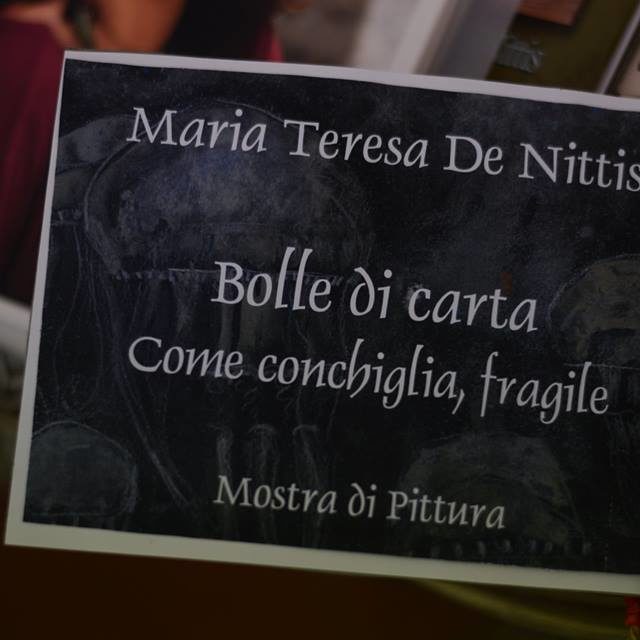 Maria Teresa De Nittis
Bolle di carta
Come conchiglia, fragile
Mostra di Pittura